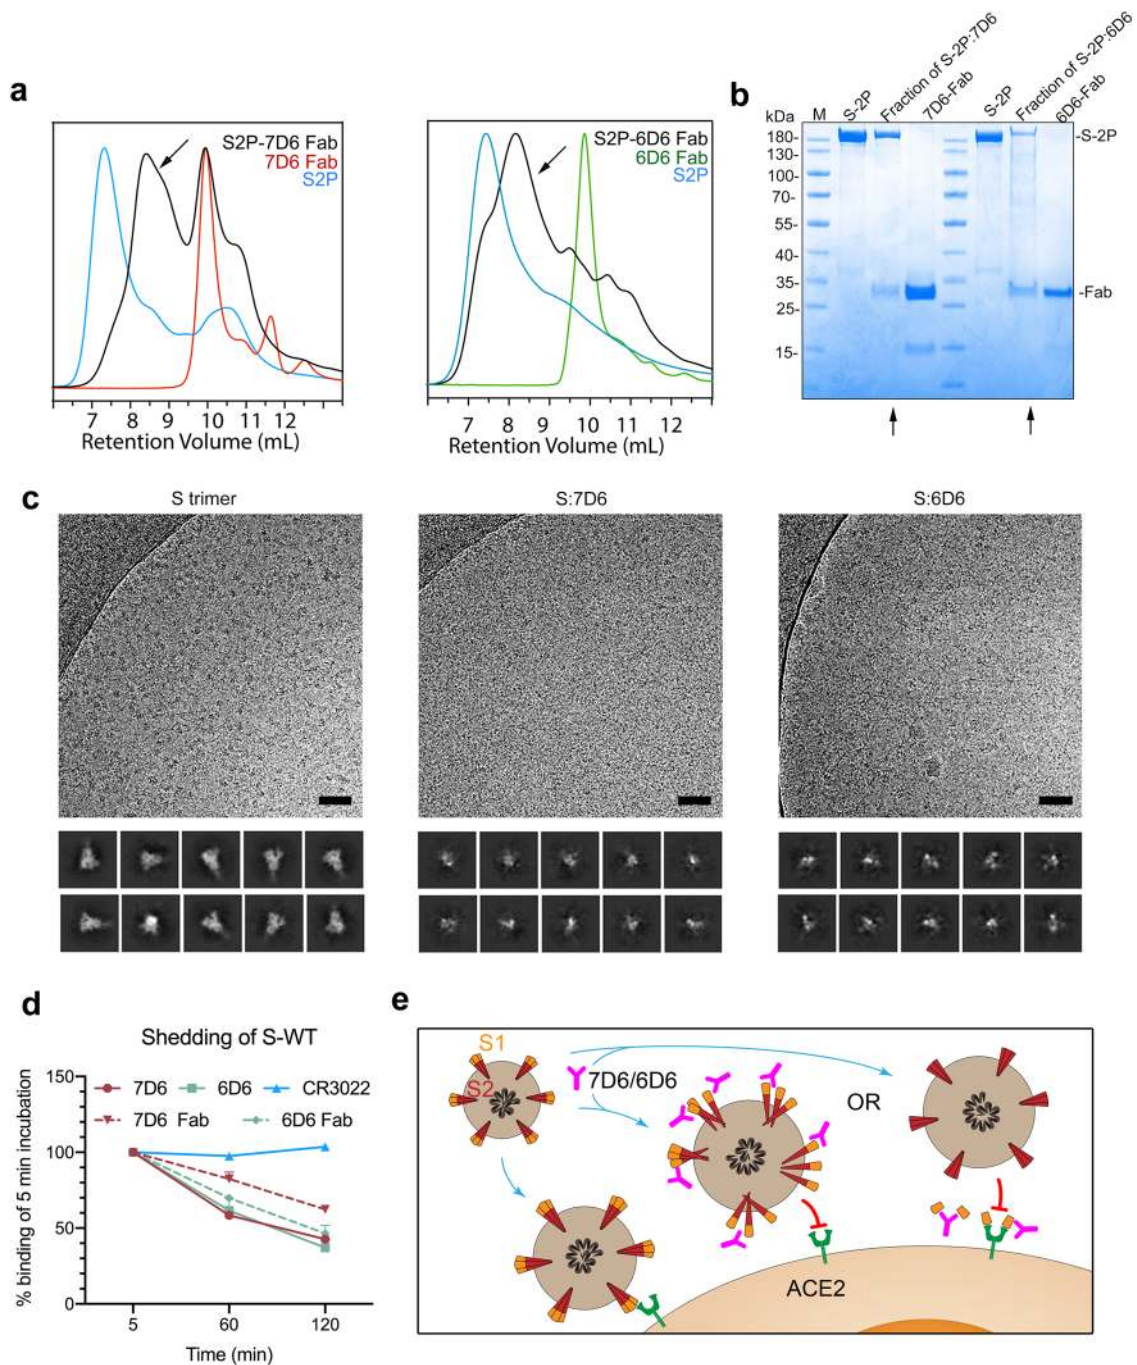 a
S2P-7D6 Fab
7D6 Fab
S2P
7 8 9 10 11 12
Retention Volume (mL)
S2P-6D6 Fab
6D6 Fab
S2P
7 8 9 10 11 12
Retention Volume (mL)
b
kDa
M
S-2P
Fraction of S-2P:7D6
7D6-Fab
S-2P
Fraction of S-2P:6D6
6D6-Fab
180-
130-
100-
70-
55-
40-
35-
25-
15-
-S-2P
-Fab
c
S trimer
S:7D6
S:6D6
d
Shedding of S-WT
7D6 6D6 CR3022
7D6 Fab 6D6 Fab
% binding of 5 min incubation
150
100
50
0
5 60 120
Time (min)
e
S1
S2
7D6/6D6
OR
ACE2